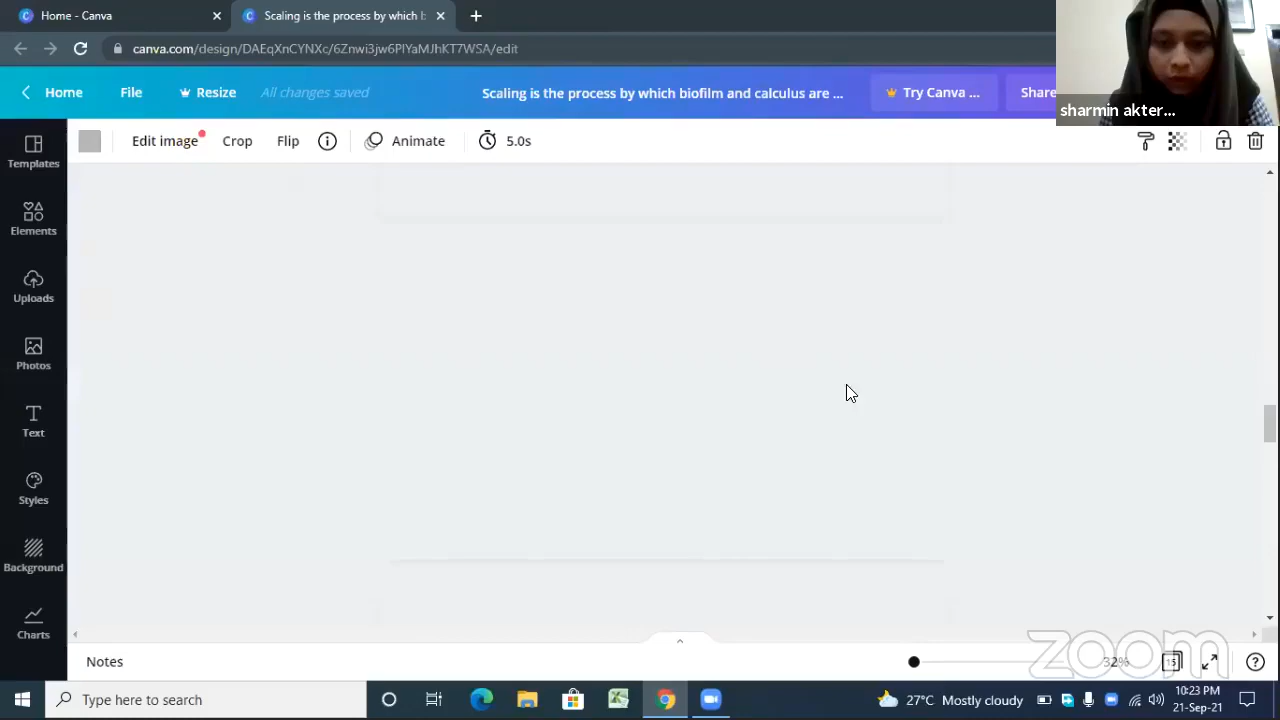 Home - Canva
Scaling is the process by which b
canva.com/design/DAEqXnCYNXc/6Znwi3jw6PlYaMJhKT7WSA/edit
Home
File
Resize
All changes saved
Scaling is the process by which biofilm and calculus are ...
Try Canva ...
Share
sharmin akter...
Edit image
Crop
Flip
Animate
5.0s
Templates
Elements
Uploads
Photos
Text
Styles
Background
Charts
Notes
32%
15
zoom
Type here to search
27°C Mostly cloudy
10:23 PM
21-Sep-21